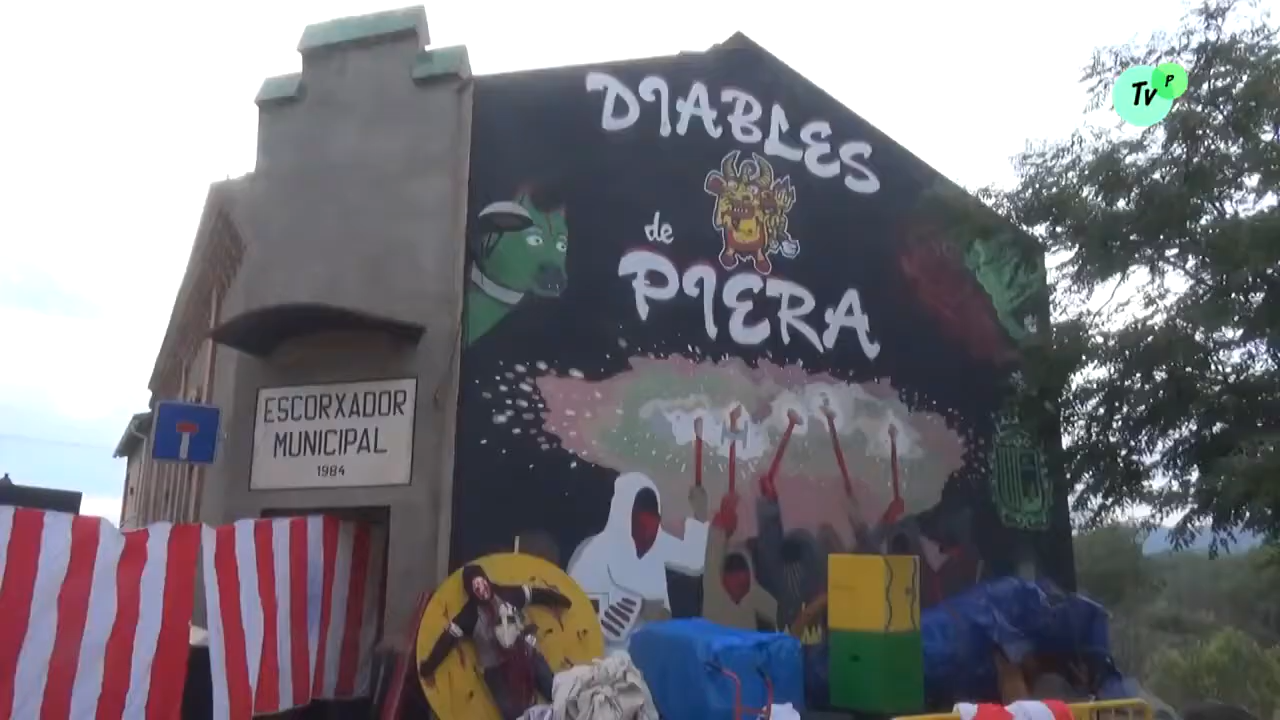 DIABLES
de
PIERA
ESCORXADOR
MUNICIPAL
1984
Tv P